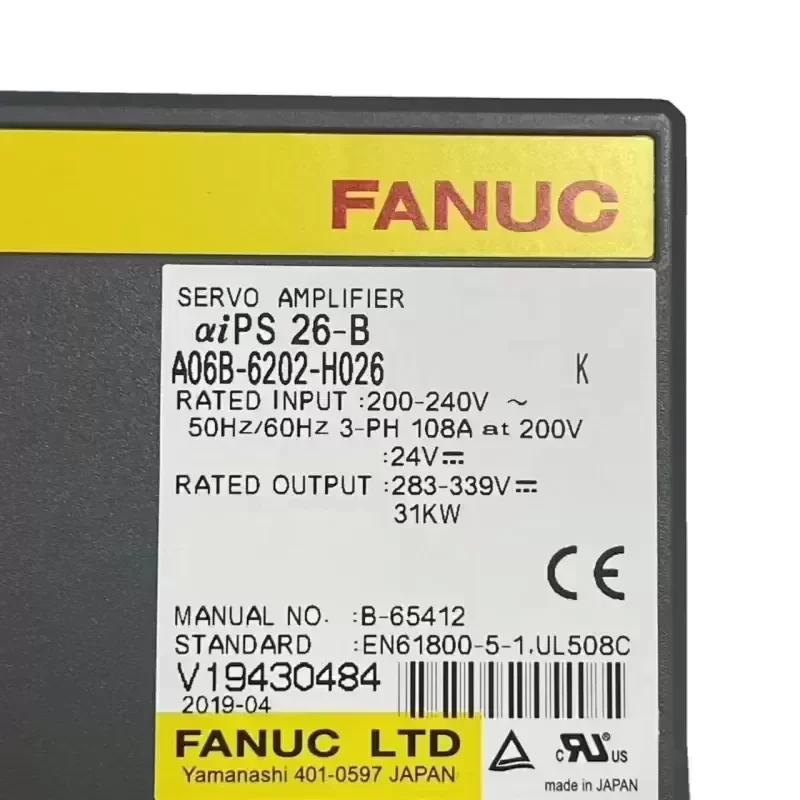 FANUC
SERVO AMPLIFIER
αiPS 26-B
A06B-6202-H026 K
RATED INPUT :200-240V ~
50HZ/60HZ 3-PH 108A at 200V
:24V⎓
RATED OUTPUT :283-339V⎓
31KW
CE
MANUAL NO. :B-65412
STANDARD :EN61800-5-1.UL508C
V19430484
2019-04
FANUC LTD
Yamanashi 401-0597 JAPAN
c RU US
made in JAPAN